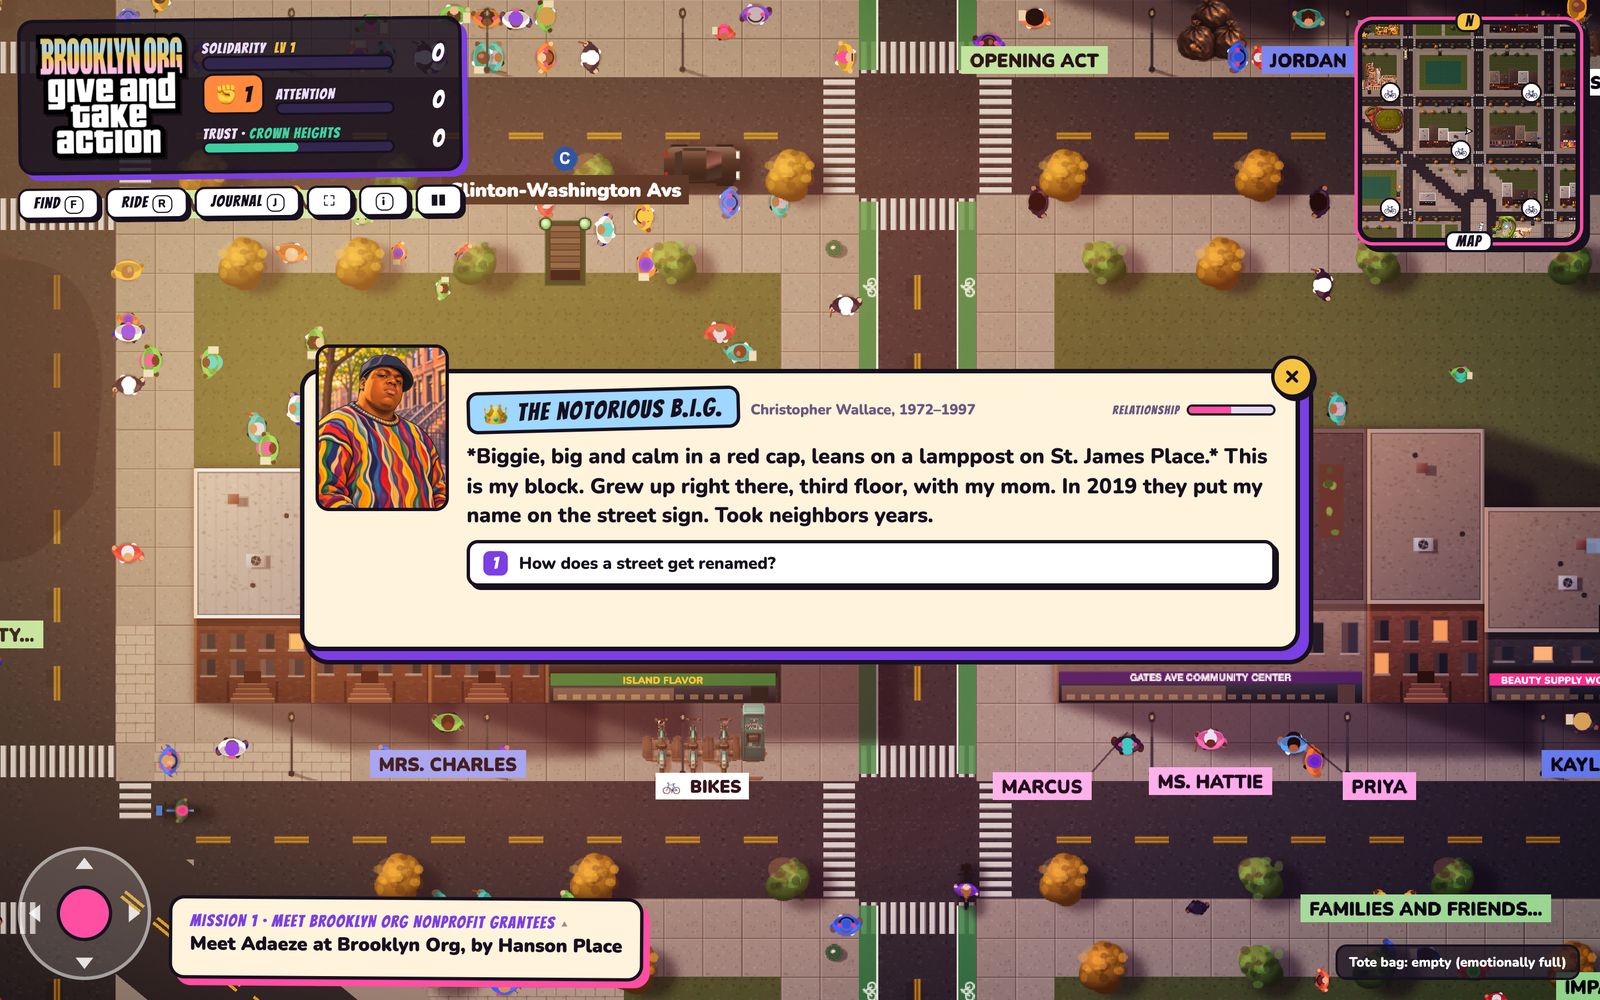 BROOKLYN ORG
give and
take
action
SOLIDARITY LV 1
0
1
ATTENTION
0
TRUST · CROWN HEIGHTS
0
FIND F
RIDE R
JOURNAL J
i
C
Clinton-Washington Avs
OPENING ACT
JORDAN
N
MAP
S
THE NOTORIOUS B.I.G.
Christopher Wallace, 1972–1997
RELATIONSHIP
*Biggie, big and calm in a red cap, leans on a lamppost on St. James Place.* This
is my block. Grew up right there, third floor, with my mom. In 2019 they put my
name on the street sign. Took neighbors years.
1 How does a street get renamed?
TY...
ISLAND FLAVOR
GATES AVE COMMUNITY CENTER
BEAUTY SUPPLY WO
MRS. CHARLES
BIKES
MARCUS
MS. HATTIE
PRIYA
KAYL
MISSION 1 · MEET BROOKLYN ORG NONPROFIT GRANTEES
Meet Adaeze at Brooklyn Org, by Hanson Place
FAMILIES AND FRIENDS...
Tote bag: empty (emotionally full)
IMPA